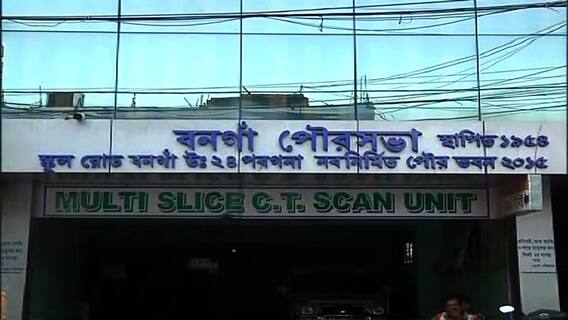 বনগাঁ পৌরসভা স্থাপিত ১৯৫৪
স্কুল রোড বনগাঁ উঃ ২৪ পরগনা নবনির্মিত পৌর ভবন ২০১৫
MULTI SLICE C.T. SCAN UNIT